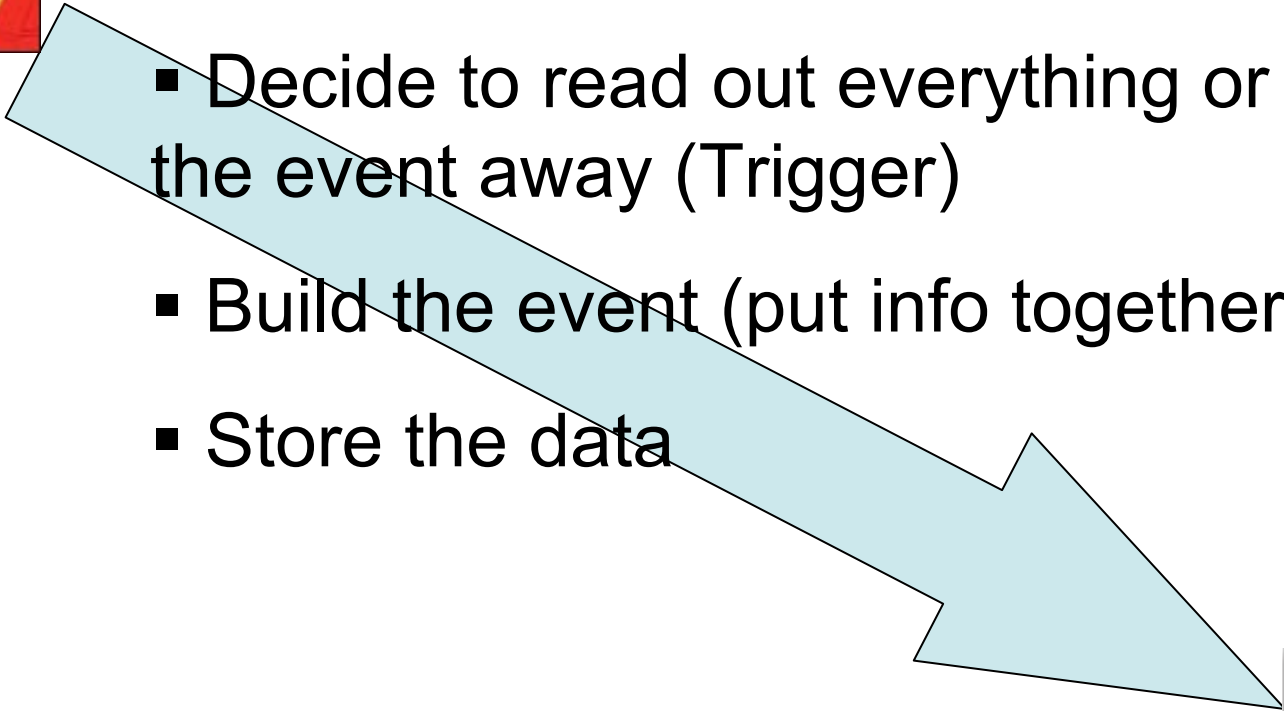 ▪ Decide to read out everything or
the event away (Trigger)
▪ Build the event (put info together
▪ Store the data